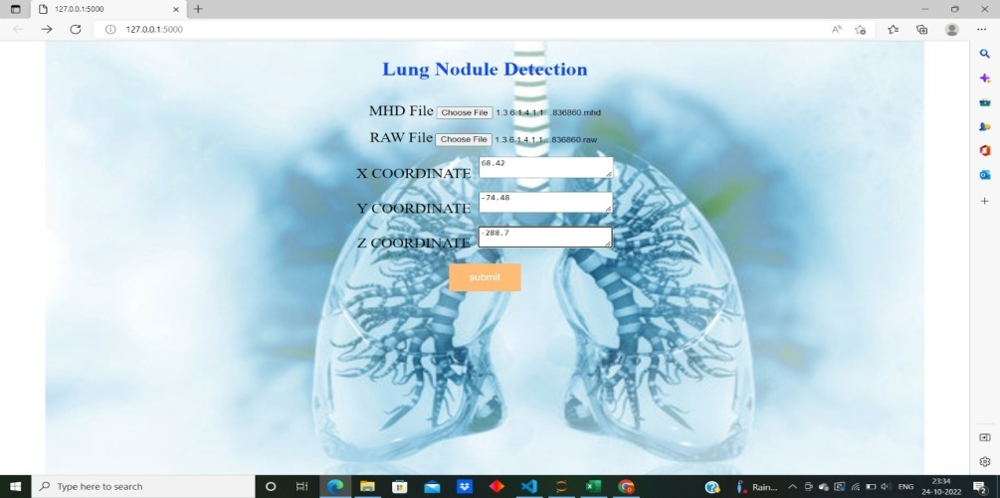 127.0.0.1:5000
127.0.0.1:5000
Lung Nodule Detection
MHD File Choose File 1.3.6.1.4.1.1...836860.mhd
RAW File Choose File 1.3.6.1.4.1.1...836860.raw
X COORDINATE 68.42
Y COORDINATE -74.48
Z COORDINATE -288.7
submit
Type here to search
Rain...
ENG
23:34
24-10-2022